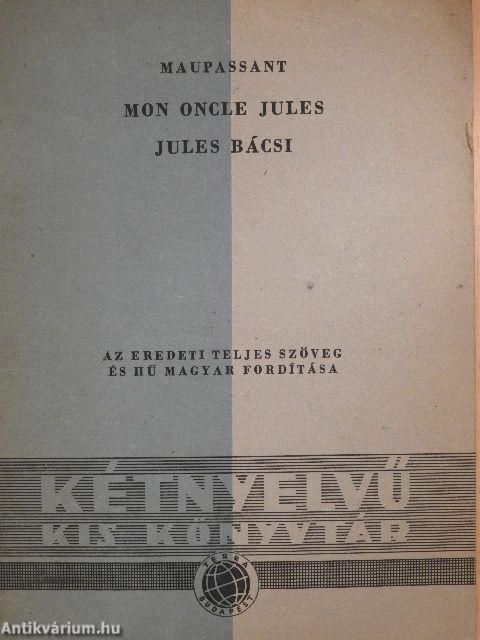 MAUPASSANT
MON ONCLE JULES
JULES BÁCSI
AZ EREDETI TELJES SZÖVEG
ÉS HŰ MAGYAR FORDÍTÁSA
KÉTNYELVŰ
KIS KÖNYVTÁR
TERRA
BUDAPEST
Antikvárium.hu